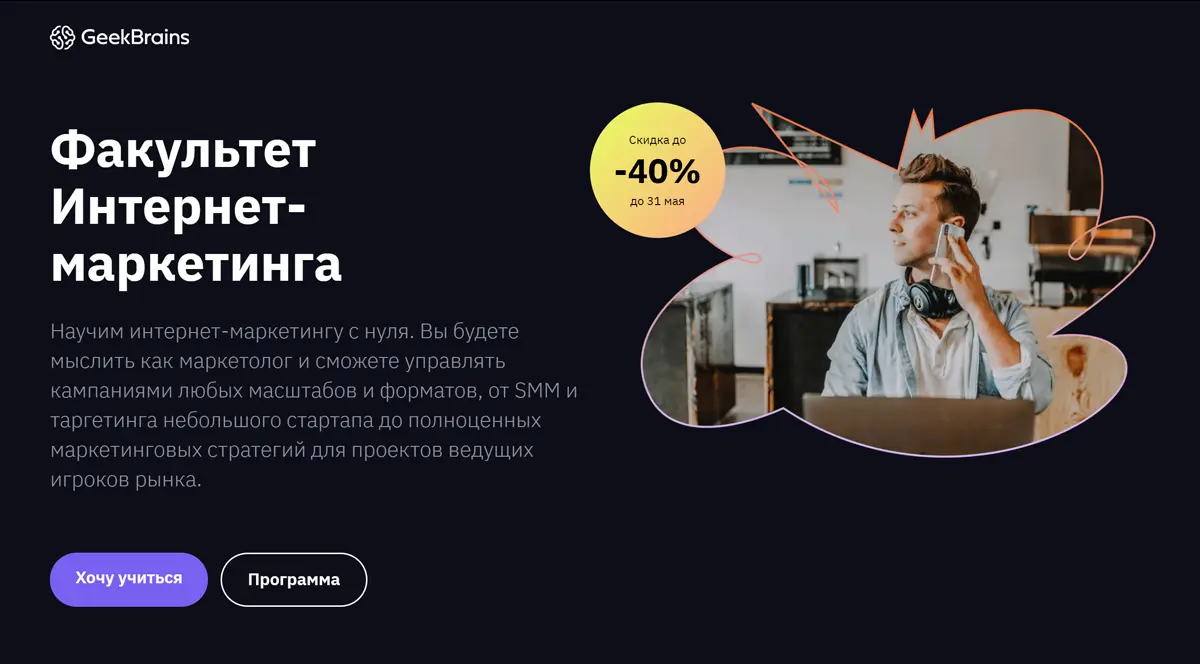 GeekBrains
Факультет
Интернет-
маркетинга
Научим интернет-маркетингу с нуля. Вы будете
мыслить как маркетолог и сможете управлять
кампаниями любых масштабов и форматов, от SMM и
таргетинга небольшого стартапа до полноценных
маркетинговых стратегий для проектов ведущих
игроков рынка.
Хочу учиться
Программа
Скидка до
-40%
до 31 мая